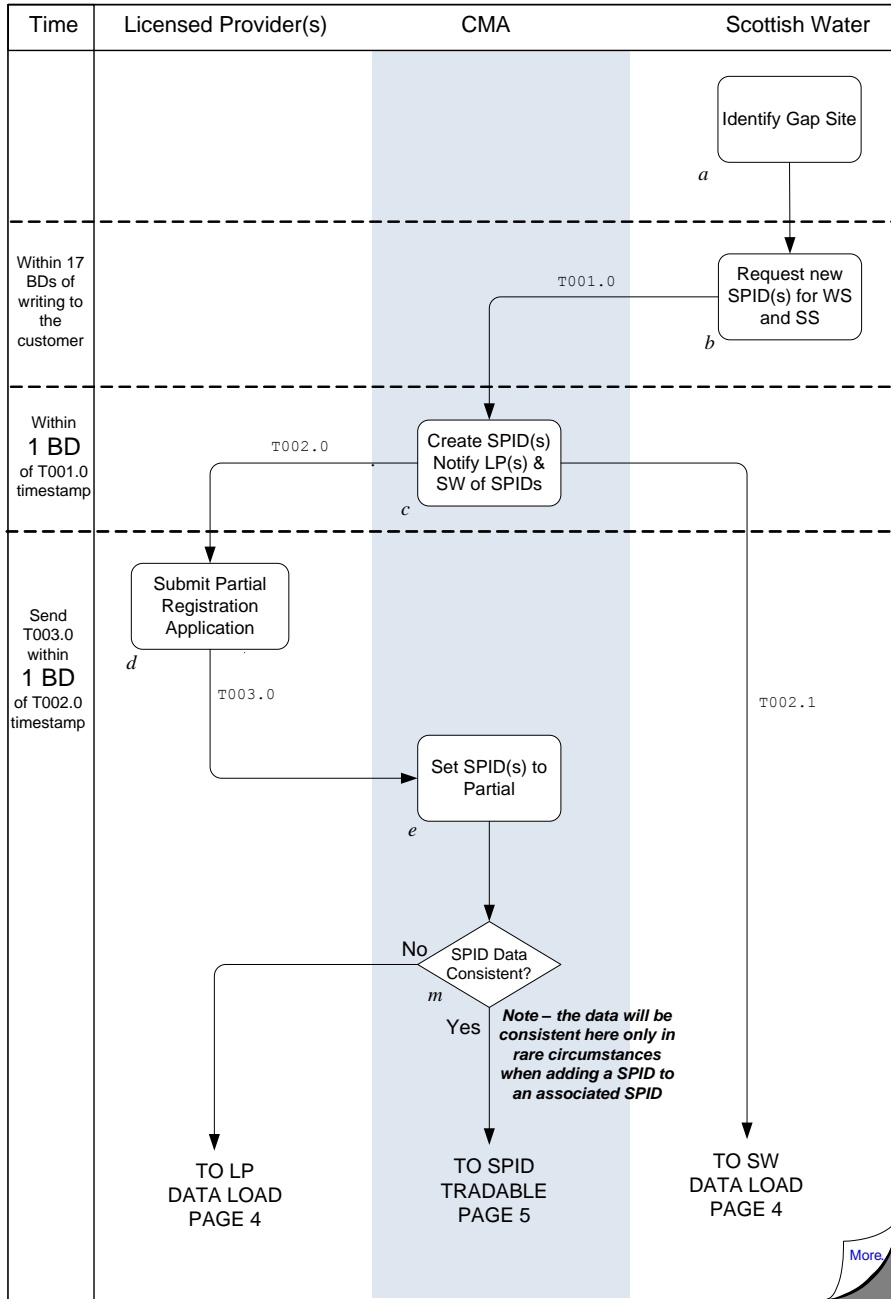 Time
Licensed Provider(s)
CMA
Scottish Water
Identify Gap Site
a
Within 17
BDs of
writing to
the
customer
T001.0
Request new
SPID(s) for WS
and SS
b
Within
1 BD
of T001.0
timestamp
T002.0
Create SPID(s)
Notify LP(s) &
SW of SPIDs
c
Send
T003.0
within
1 BD
of T002.0
timestamp
Submit Partial
Registration
Application
d
T003.0
T002.1
Set SPID(s) to
Partial
e
No
SPID Data
Consistent?
m
Yes
Note – the data will be
consistent here only in
rare circumstances
when adding a SPID to
an associated SPID
TO LP
DATA LOAD
PAGE 4
TO SPID
TRADABLE
PAGE 5
TO SW
DATA LOAD
PAGE 4
More.